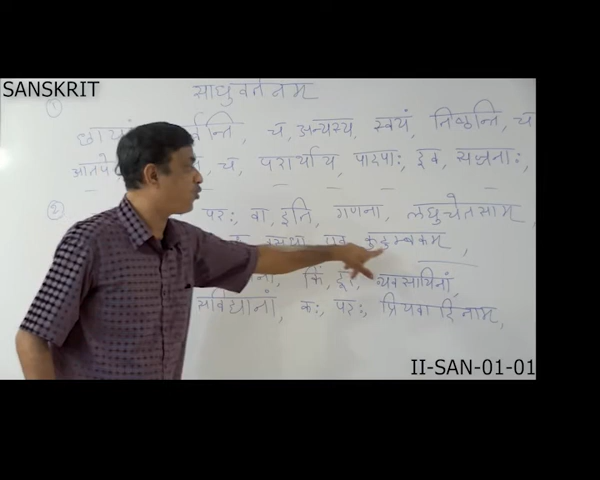 SANSKRIT
साधुवर्तनम्
1
छायां र्वन्ति, च, अन्यस्य, स्वयं, तिष्ठन्ति, च
आतपे , च, परार्थाय, पादपाः, इव, सज्जनाः,
2
परः, वा, इति, गणना, लघुचेतसाम्,
एव कुटुम्बकम्,
किं, दूरं, व्यवसायिनां,
सविद्यानां, कः, परः, प्रियवादिनाम्,
II-SAN-01-01